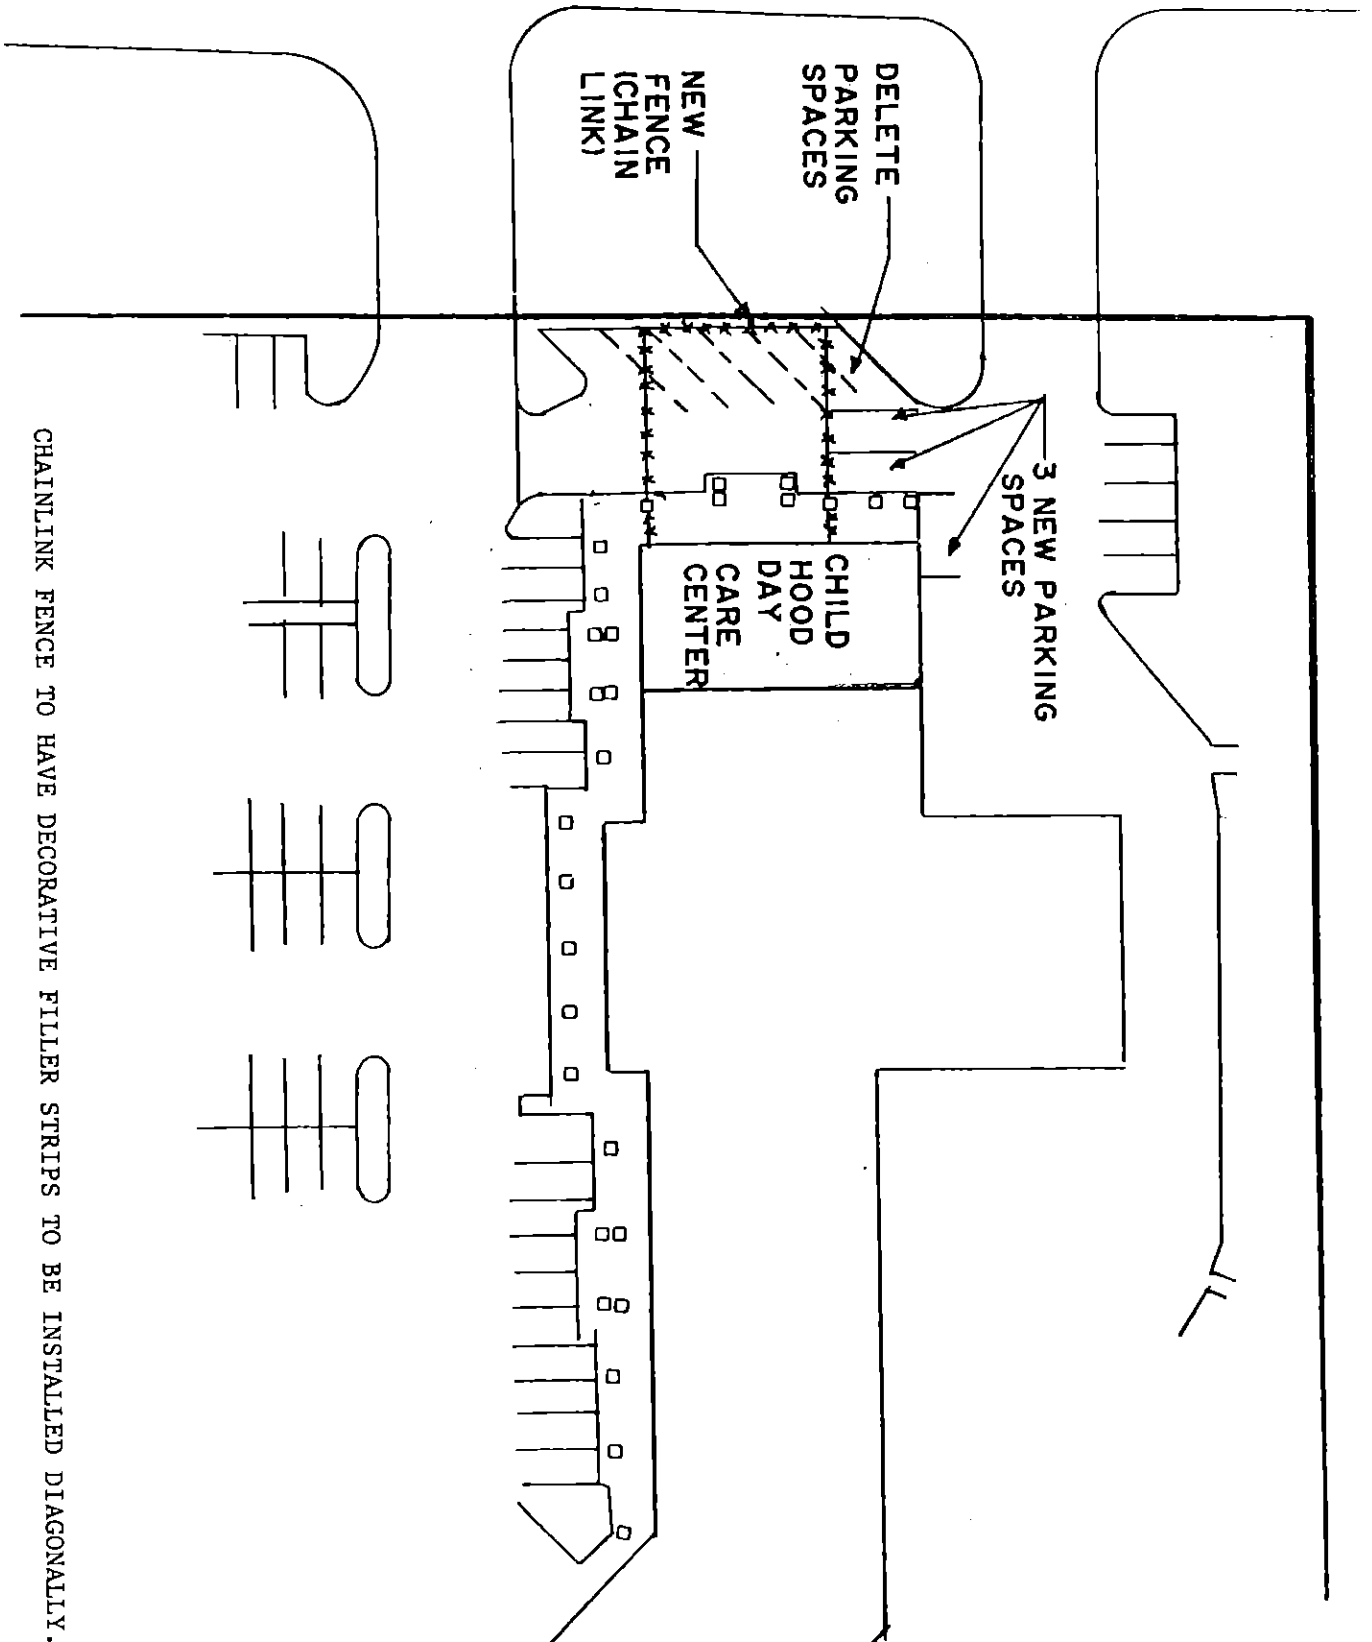 3 NEW PARKING
SPACES
DELETE
PARKING
SPACES
NEW
FENCE
(CHAIN
LINK)
CHILD
HOOD
DAY
CARE
CENTER
CHAINLINK FENCE TO HAVE DECORATIVE FILLER STRIPS TO BE INSTALLED DIAGONALLY.